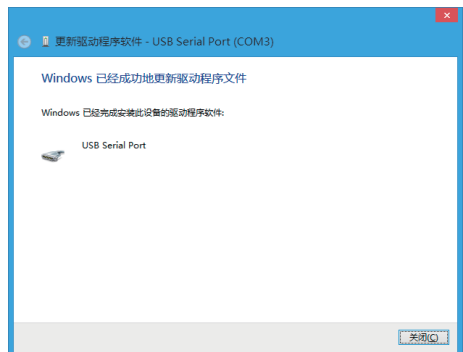 更新驱动程序软件 - USB Serial Port (COM3)
Windows 已经成功地更新驱动程序文件
Windows 已经完成安装此设备的驱动程序软件:
USB Serial Port
关闭(C)